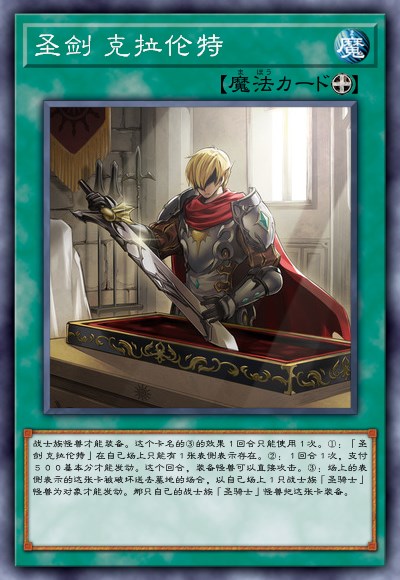 圣剑 克拉伦特
魔
【魔法カード】
ま ほう
战士族怪兽才能装备。这个卡名的③的效果1回合只能使用1次。①：「圣
剑 克拉伦特」在自己场上只能有1张表侧表示存在。②：1回合1次，支付
500基本分才能发动。这个回合，装备怪兽可以直接攻击。③：场上的表
侧表示的这张卡被破坏送去墓地的场合，以自己场上1只战士族「圣骑士」
怪兽为对象才能发动。那只自己的战士族「圣骑士」怪兽把这张卡装备。